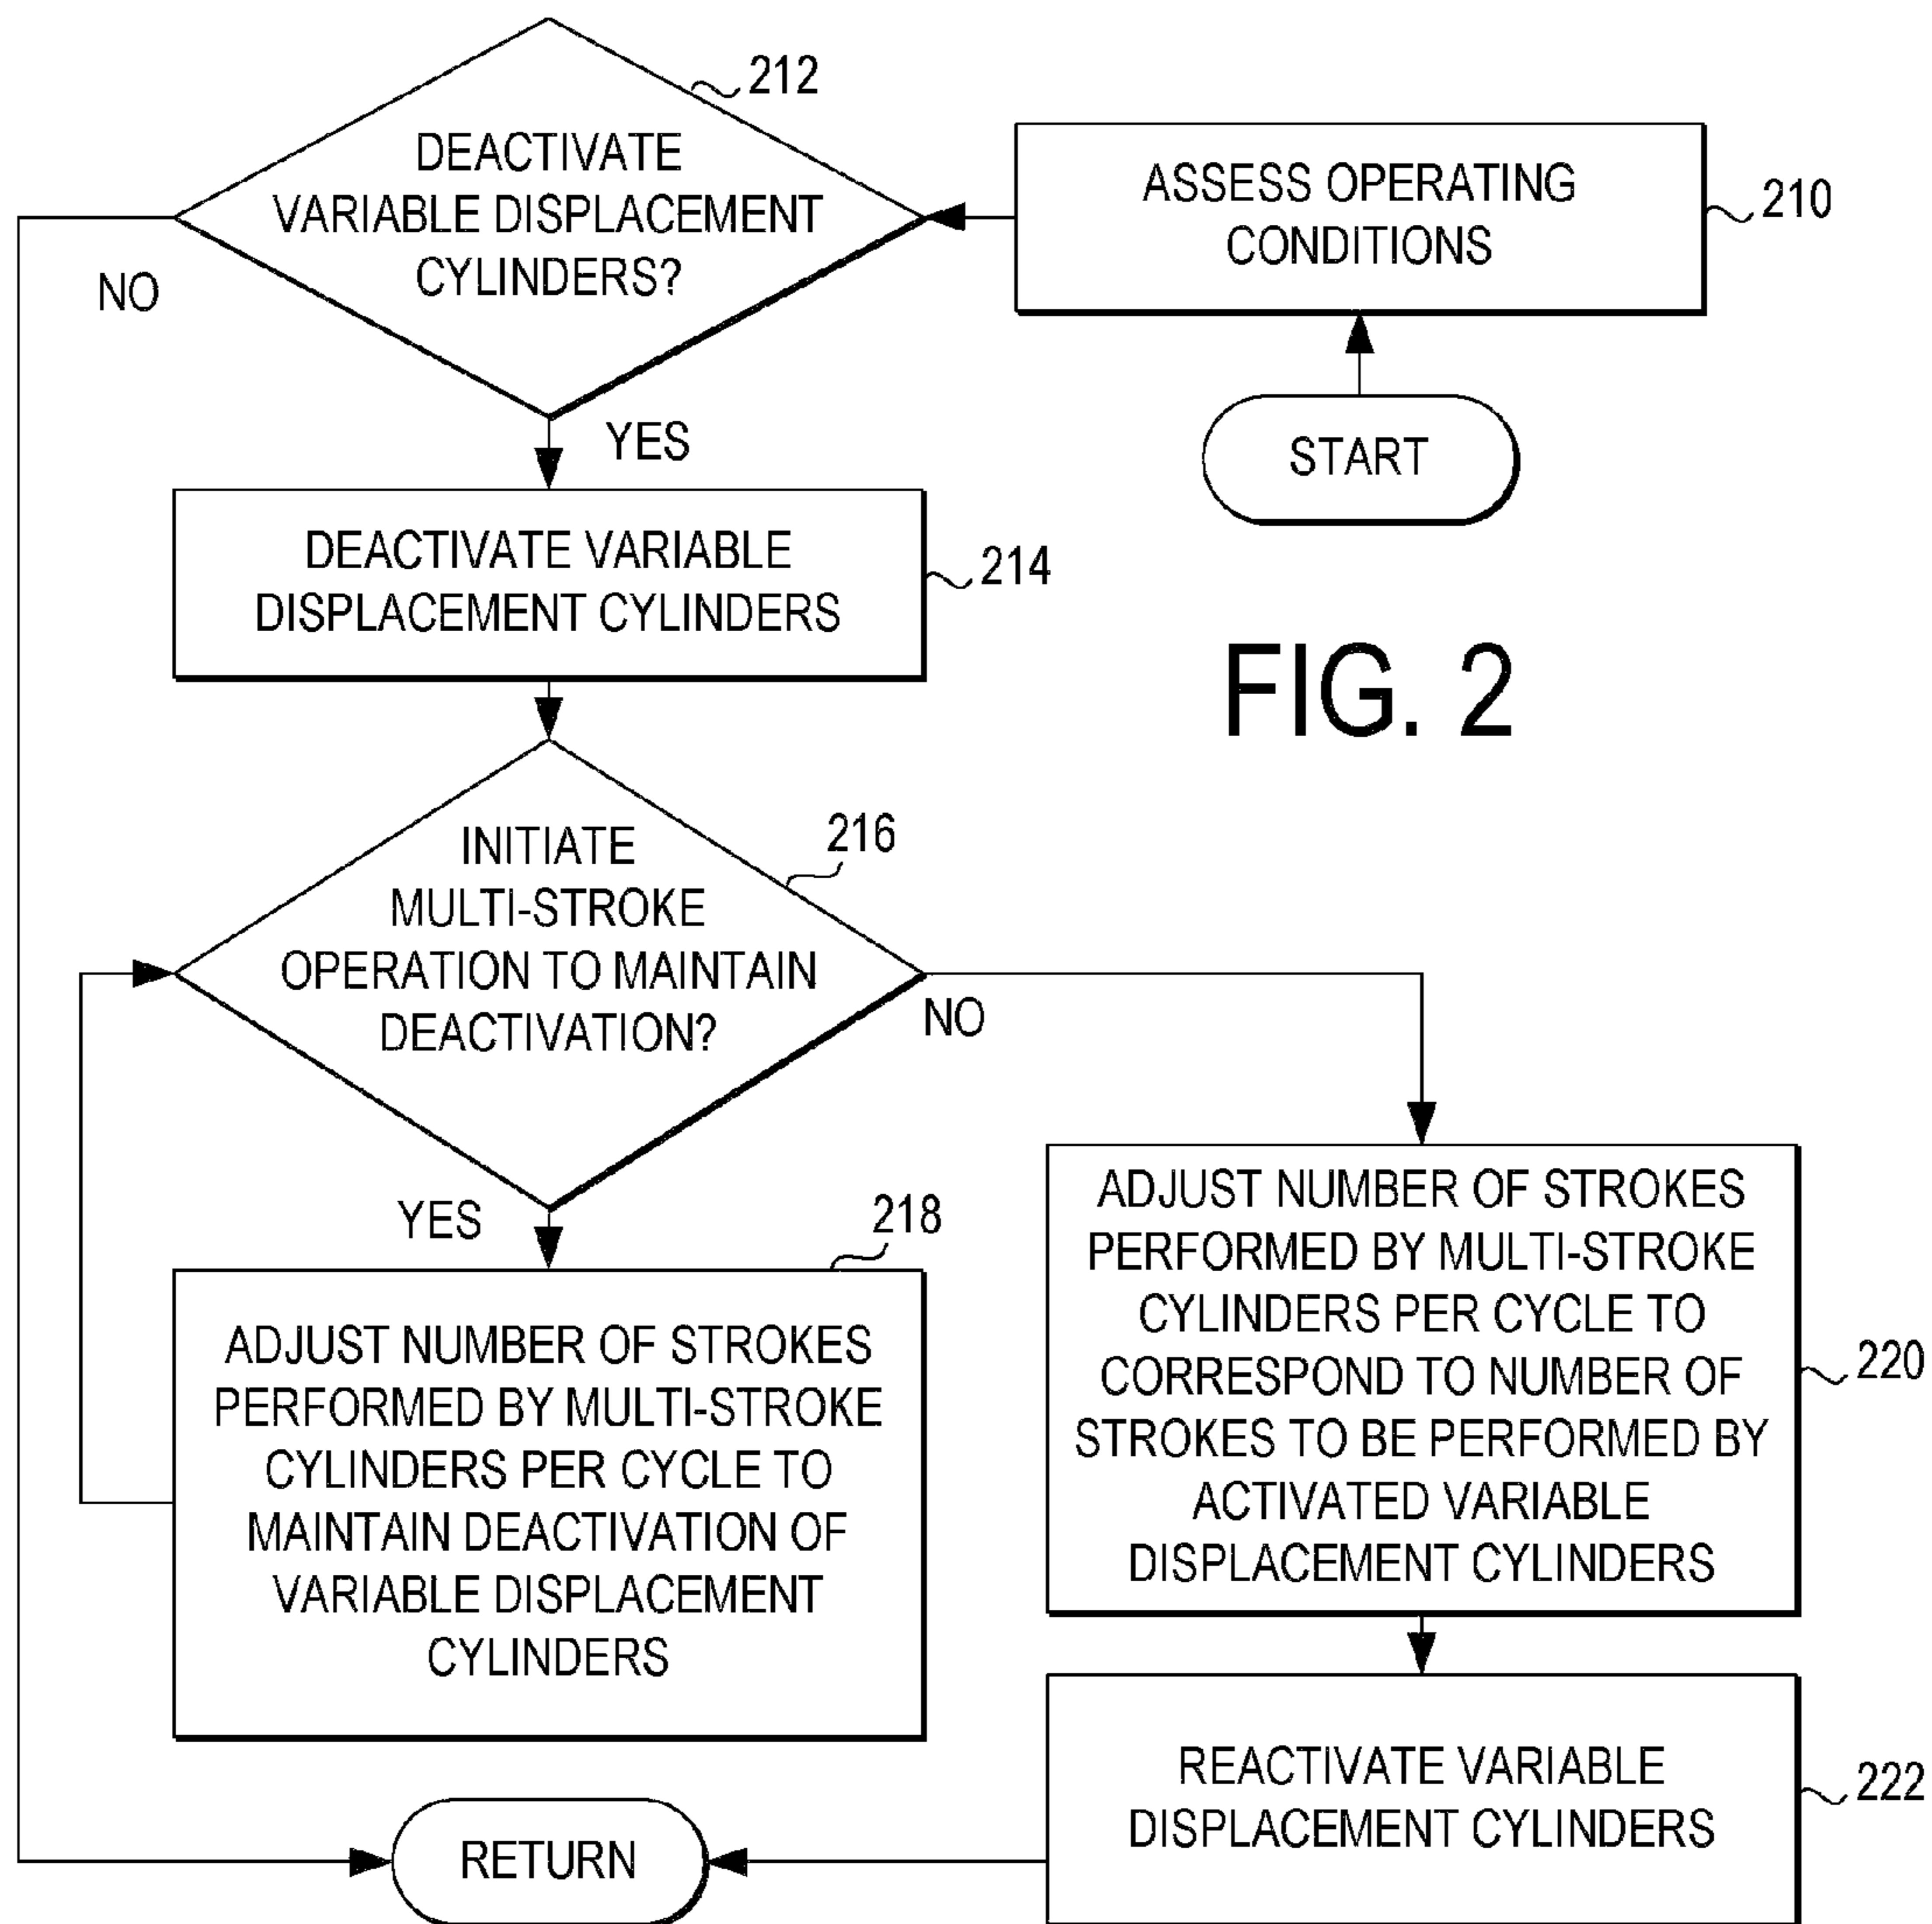 START
ASSESS OPERATING
CONDITIONS
210
212
DEACTIVATE
VARIABLE DISPLACEMENT
CYLINDERS?
NO
YES
DEACTIVATE VARIABLE
DISPLACEMENT CYLINDERS
214
FIG. 2
216
INITIATE
MULTI-STROKE
OPERATION TO MAINTAIN
DEACTIVATION?
NO
YES
218
ADJUST NUMBER OF STROKES
PERFORMED BY MULTI-STROKE
CYLINDERS PER CYCLE TO
MAINTAIN DEACTIVATION OF
VARIABLE DISPLACEMENT
CYLINDERS
ADJUST NUMBER OF STROKES
PERFORMED BY MULTI-STROKE
CYLINDERS PER CYCLE TO
CORRESPOND TO NUMBER OF
STROKES TO BE PERFORMED BY
ACTIVATED VARIABLE
DISPLACEMENT CYLINDERS
220
REACTIVATE VARIABLE
DISPLACEMENT CYLINDERS
222
RETURN